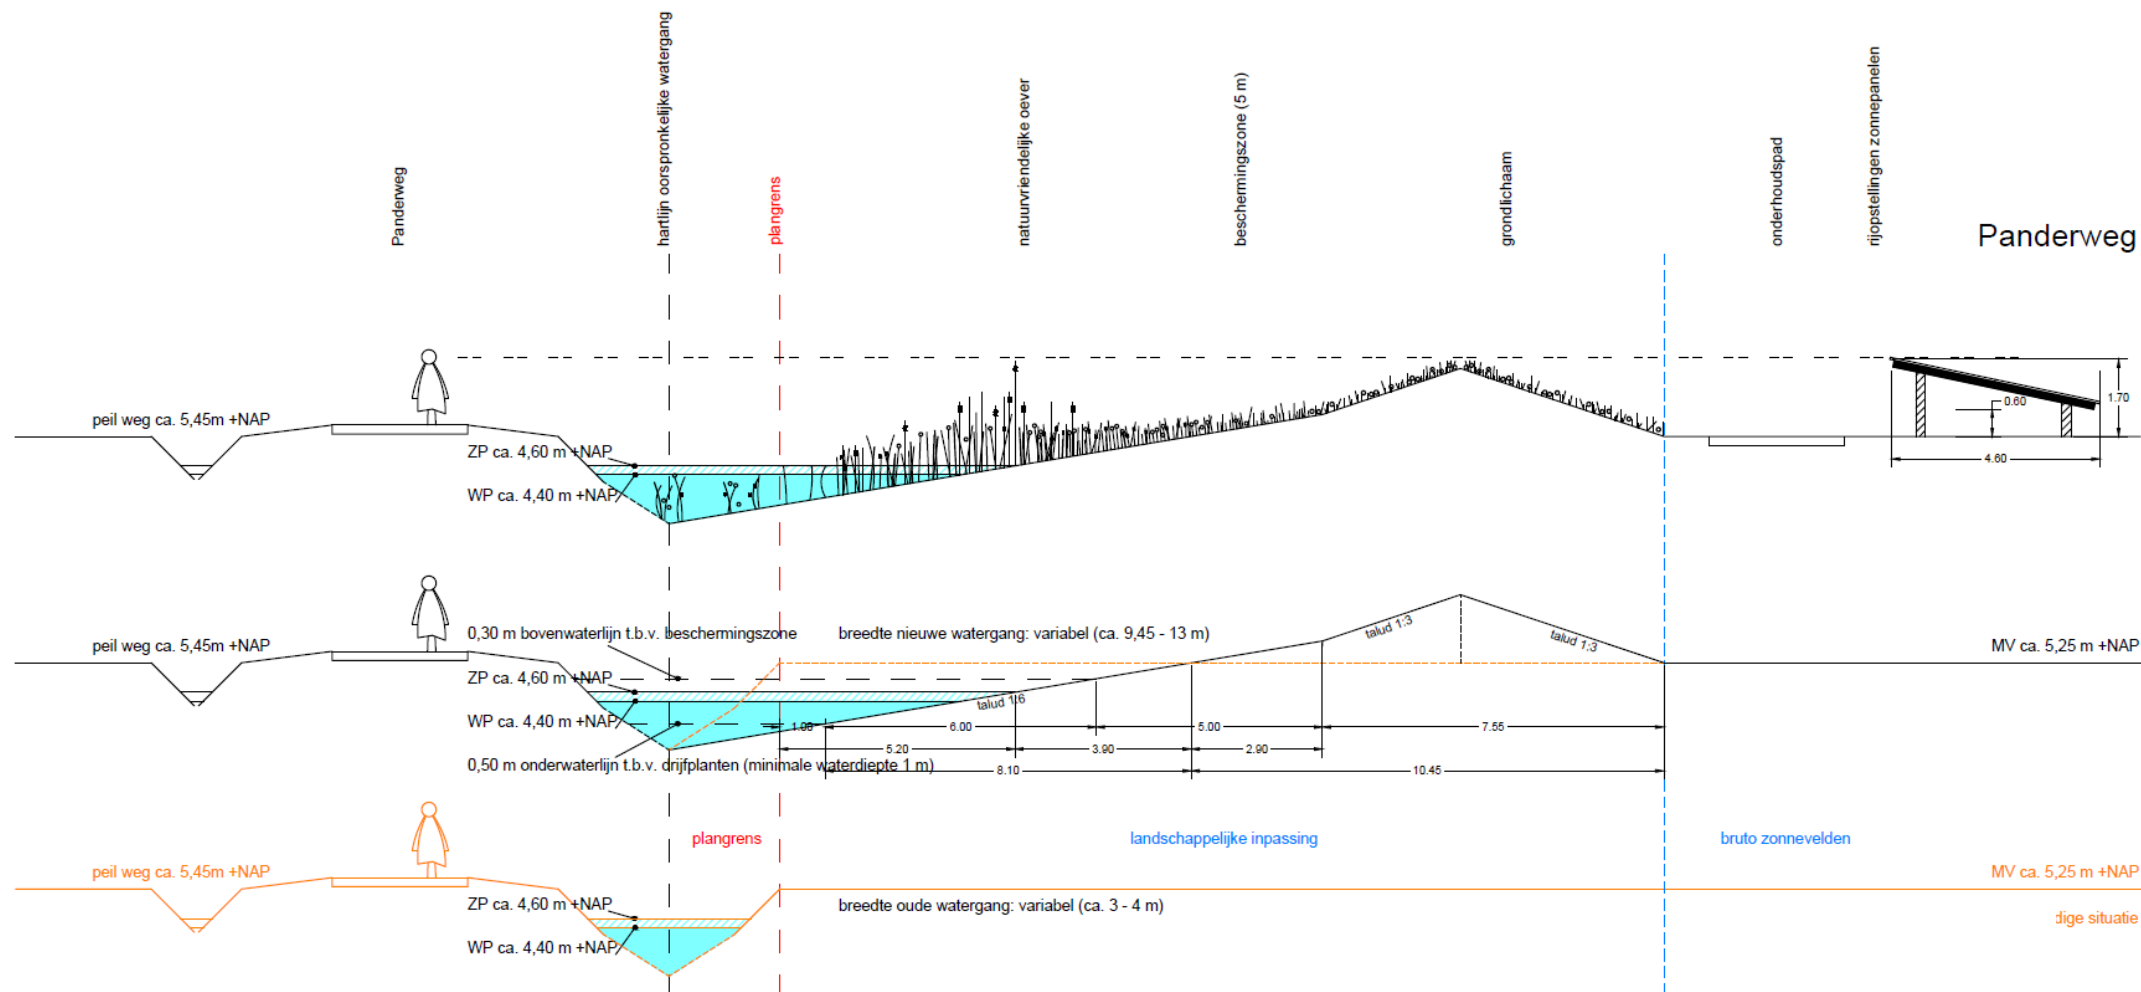 Panderweg
hartlijn oorspronkelijke watergang
plangrens
natuurvriendelijke oever
beschermingszone (5 m)
grondlichaam
onderhoudspad
rijopstellingen zonnepanelen
Panderweg
peil weg ca. 5,45m +NAP
ZP ca. 4,60 m +NAP
WP ca. 4,40 m +NAP
0.60
1.70
4.60
peil weg ca. 5,45m +NAP
0,30 m bovenwaterlijn t.b.v. beschermingszone
breedte nieuwe watergang: variabel (ca. 9,45 - 13 m)
talud 1:3
talud 1:3
MV ca. 5,25 m +NAP
ZP ca. 4,60 m +NAP
WP ca. 4,40 m +NAP
talud 1:6
1.00
6.00
5.00
7.55
5.20
3.90
2.90
0,50 m onderwaterlijn t.b.v. drijfplanten (minimale waterdiepte 1 m)
8.10
10.45
plangrens
landschappelijke inpassing
bruto zonnevelden
peil weg ca. 5,45m +NAP
MV ca. 5,25 m +NAP
ZP ca. 4,60 m +NAP
breedte oude watergang: variabel (ca. 3 - 4 m)
dige situatie
WP ca. 4,40 m +NAP